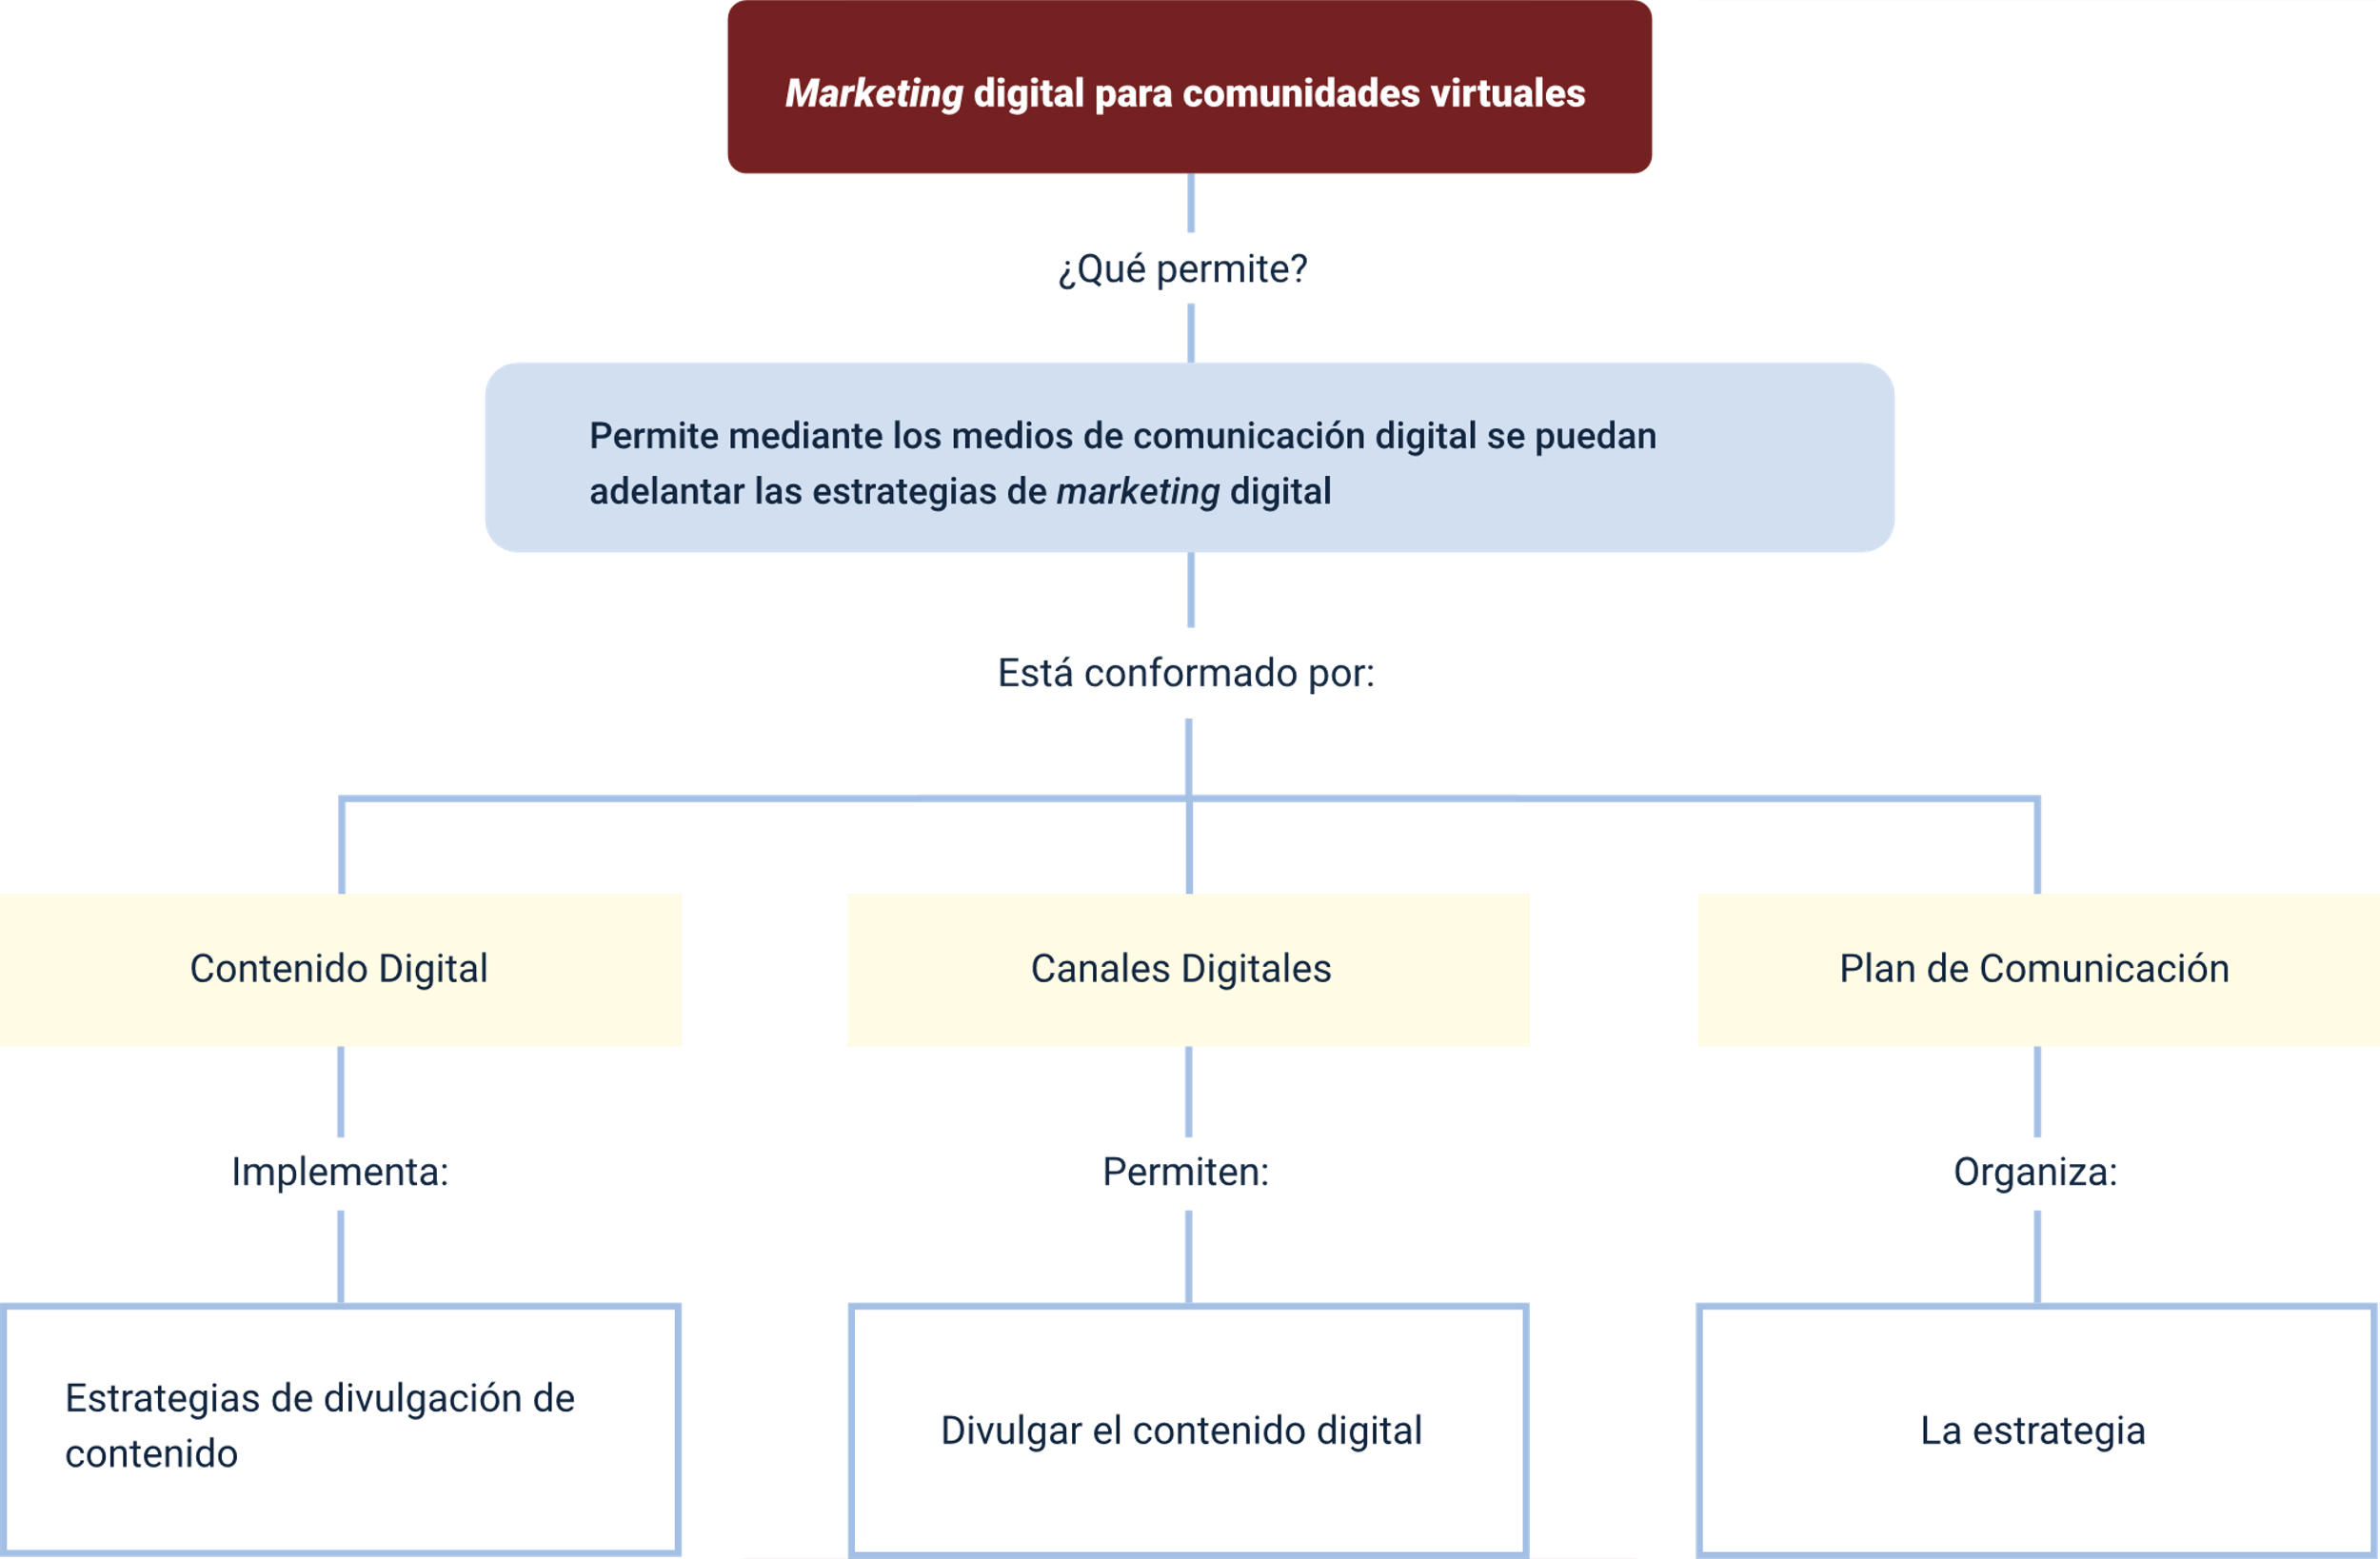 Marketing digital para comunidades virtuales
¿Qué permite?
Permite mediante los medios de comunicación digital se puedan
adelantar las estrategias de marketing digital
Está conformado por:
Contenido Digital
Canales Digitales
Plan de Comunicación
Implementa:
Permiten:
Organiza:
Estrategias de divulgación de
contenido
Divulgar el contenido digital
La estrategia